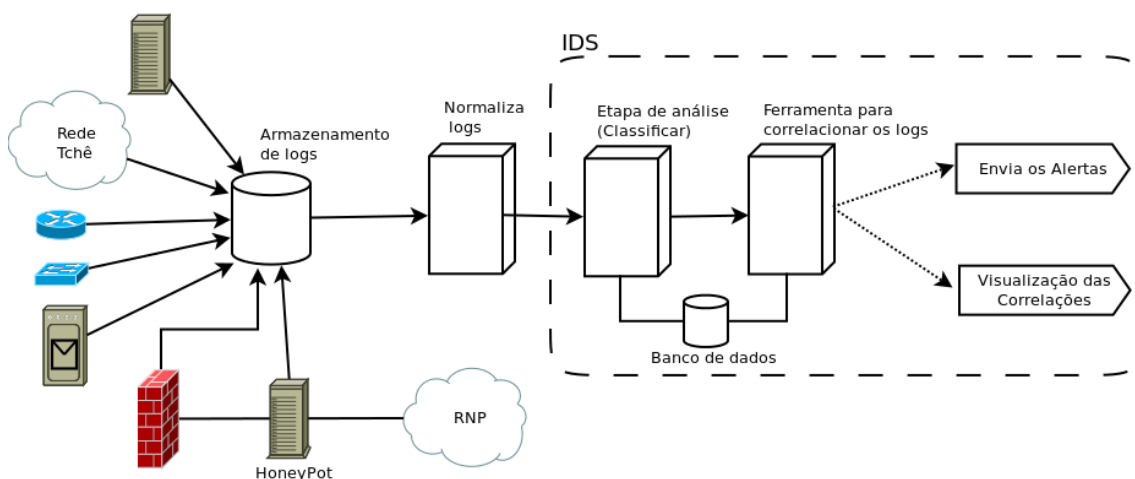 IDS
Rede
Tchê
Armazenamento
de logs
Normaliza
logs
Etapa de análise
(Classificar)
Ferramenta para
correlacionar os logs
Envia os Alertas
Visualização das
Correlações
Banco de dados
RNP
HoneyPot